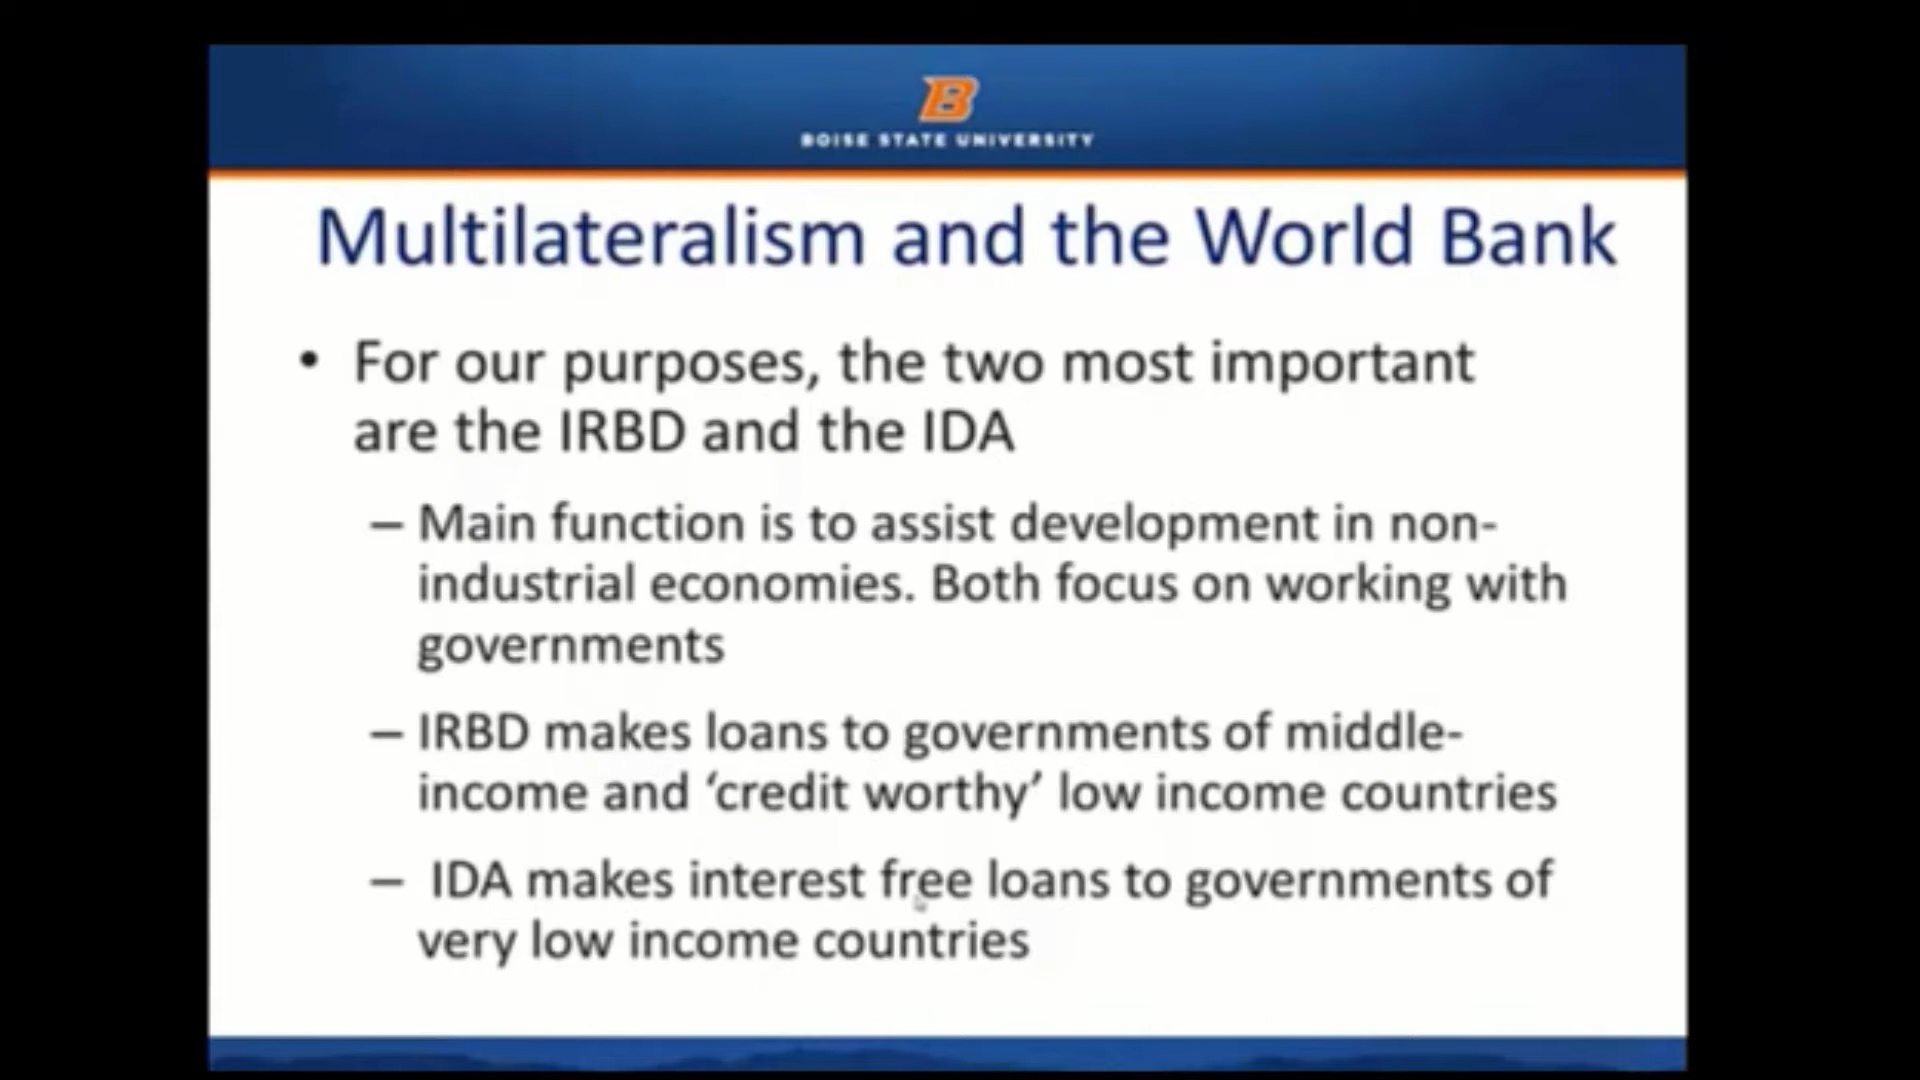 B
BOISE STATE UNIVERSITY
Multilateralism and the World Bank
• For our purposes, the two most important
are the IRBD and the IDA
– Main function is to assist development in non-
industrial economies. Both focus on working with
governments
– IRBD makes loans to governments of middle-
income and ‘credit worthy’ low income countries
– IDA makes interest free loans to governments of
very low income countries